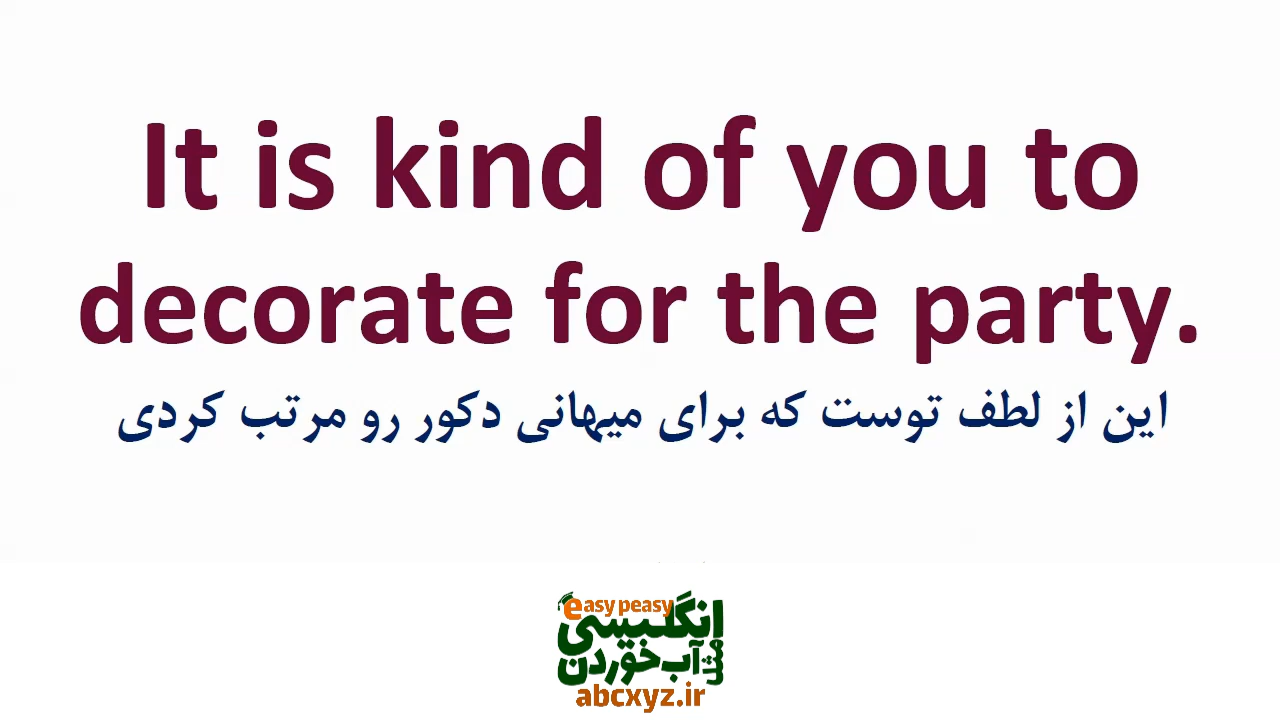 It is kind of you to
decorate for the party.
این از لطف توست که برای میهانی دکور رو مرتب کردی
easy peasy
انگلیسی
مثل آب خوردن
abcxyz.ir